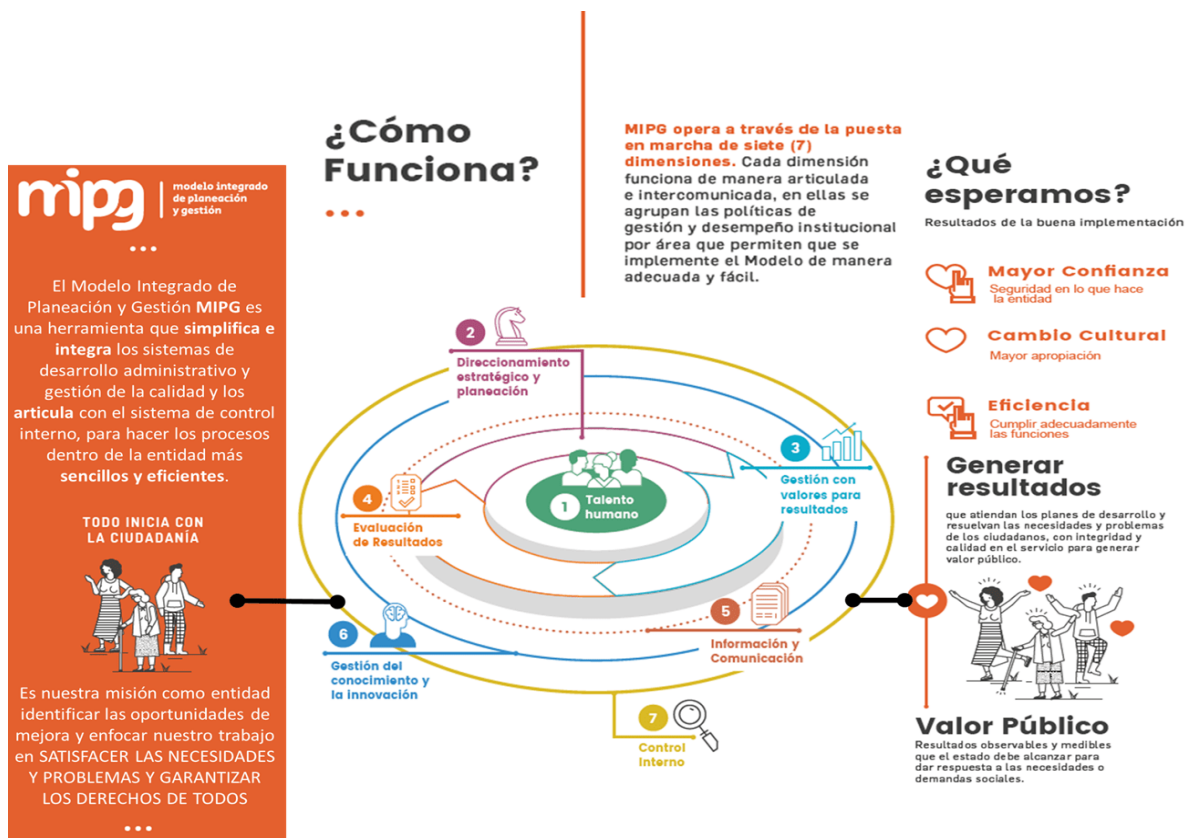 mipg
modelo integrado
de planeación
y gestión
El Modelo Integrado de
Planeación y Gestión MIPG es
una herramienta que simplifica e
integra los sistemas de
desarrollo administrativo y
gestión de la calidad y los
articula con el sistema de control
interno, para hacer los procesos
dentro de la entidad más
sencillos y eficientes.
TODO INICIA CON
LA CIUDADANÍA
Es nuestra misión como entidad
identificar las oportunidades de
mejora y enfocar nuestro trabajo
en SATISFACER LAS NECESIDADES
Y PROBLEMAS Y GARANTIZAR
LOS DERECHOS DE TODOS
¿Cómo
Funciona?
MIPG opera a través de la puesta
en marcha de siete (7)
dimensiones. Cada dimensión
funciona de manera articulada
e intercomunicada, en ellas se
agrupan las políticas de
gestión y desempeño institucional
por área que permiten que se
implemente el Modelo de manera
adecuada y fácil.
1
Talento
humano
2
Direccionamiento
estratégico y
planeación
3
Gestión con
valores para
resultados
4
Evaluación
de Resultados
5
Información y
Comunicación
6
Gestión del
conocimiento y
la innovación
7
Control
Interno
¿Qué
esperamos?
Resultados de la buena implementación
Mayor Confianza
Seguridad en lo que hace
la entidad
Camblo Cultural
Mayor apropiación
Eficlencla
Cumplir adecuadamente
las funciones
Generar
resultados
que atiendan los planes de desarrollo y
resuelvan las necesidades y problemas
de los ciudadanos, con integridad y
calidad en el servicio para generar
valor público.
Valor Público
Resultados observables y medibles
que el estado debe alcanzar para
dar respuesta a las necesidades o
demandas sociales.